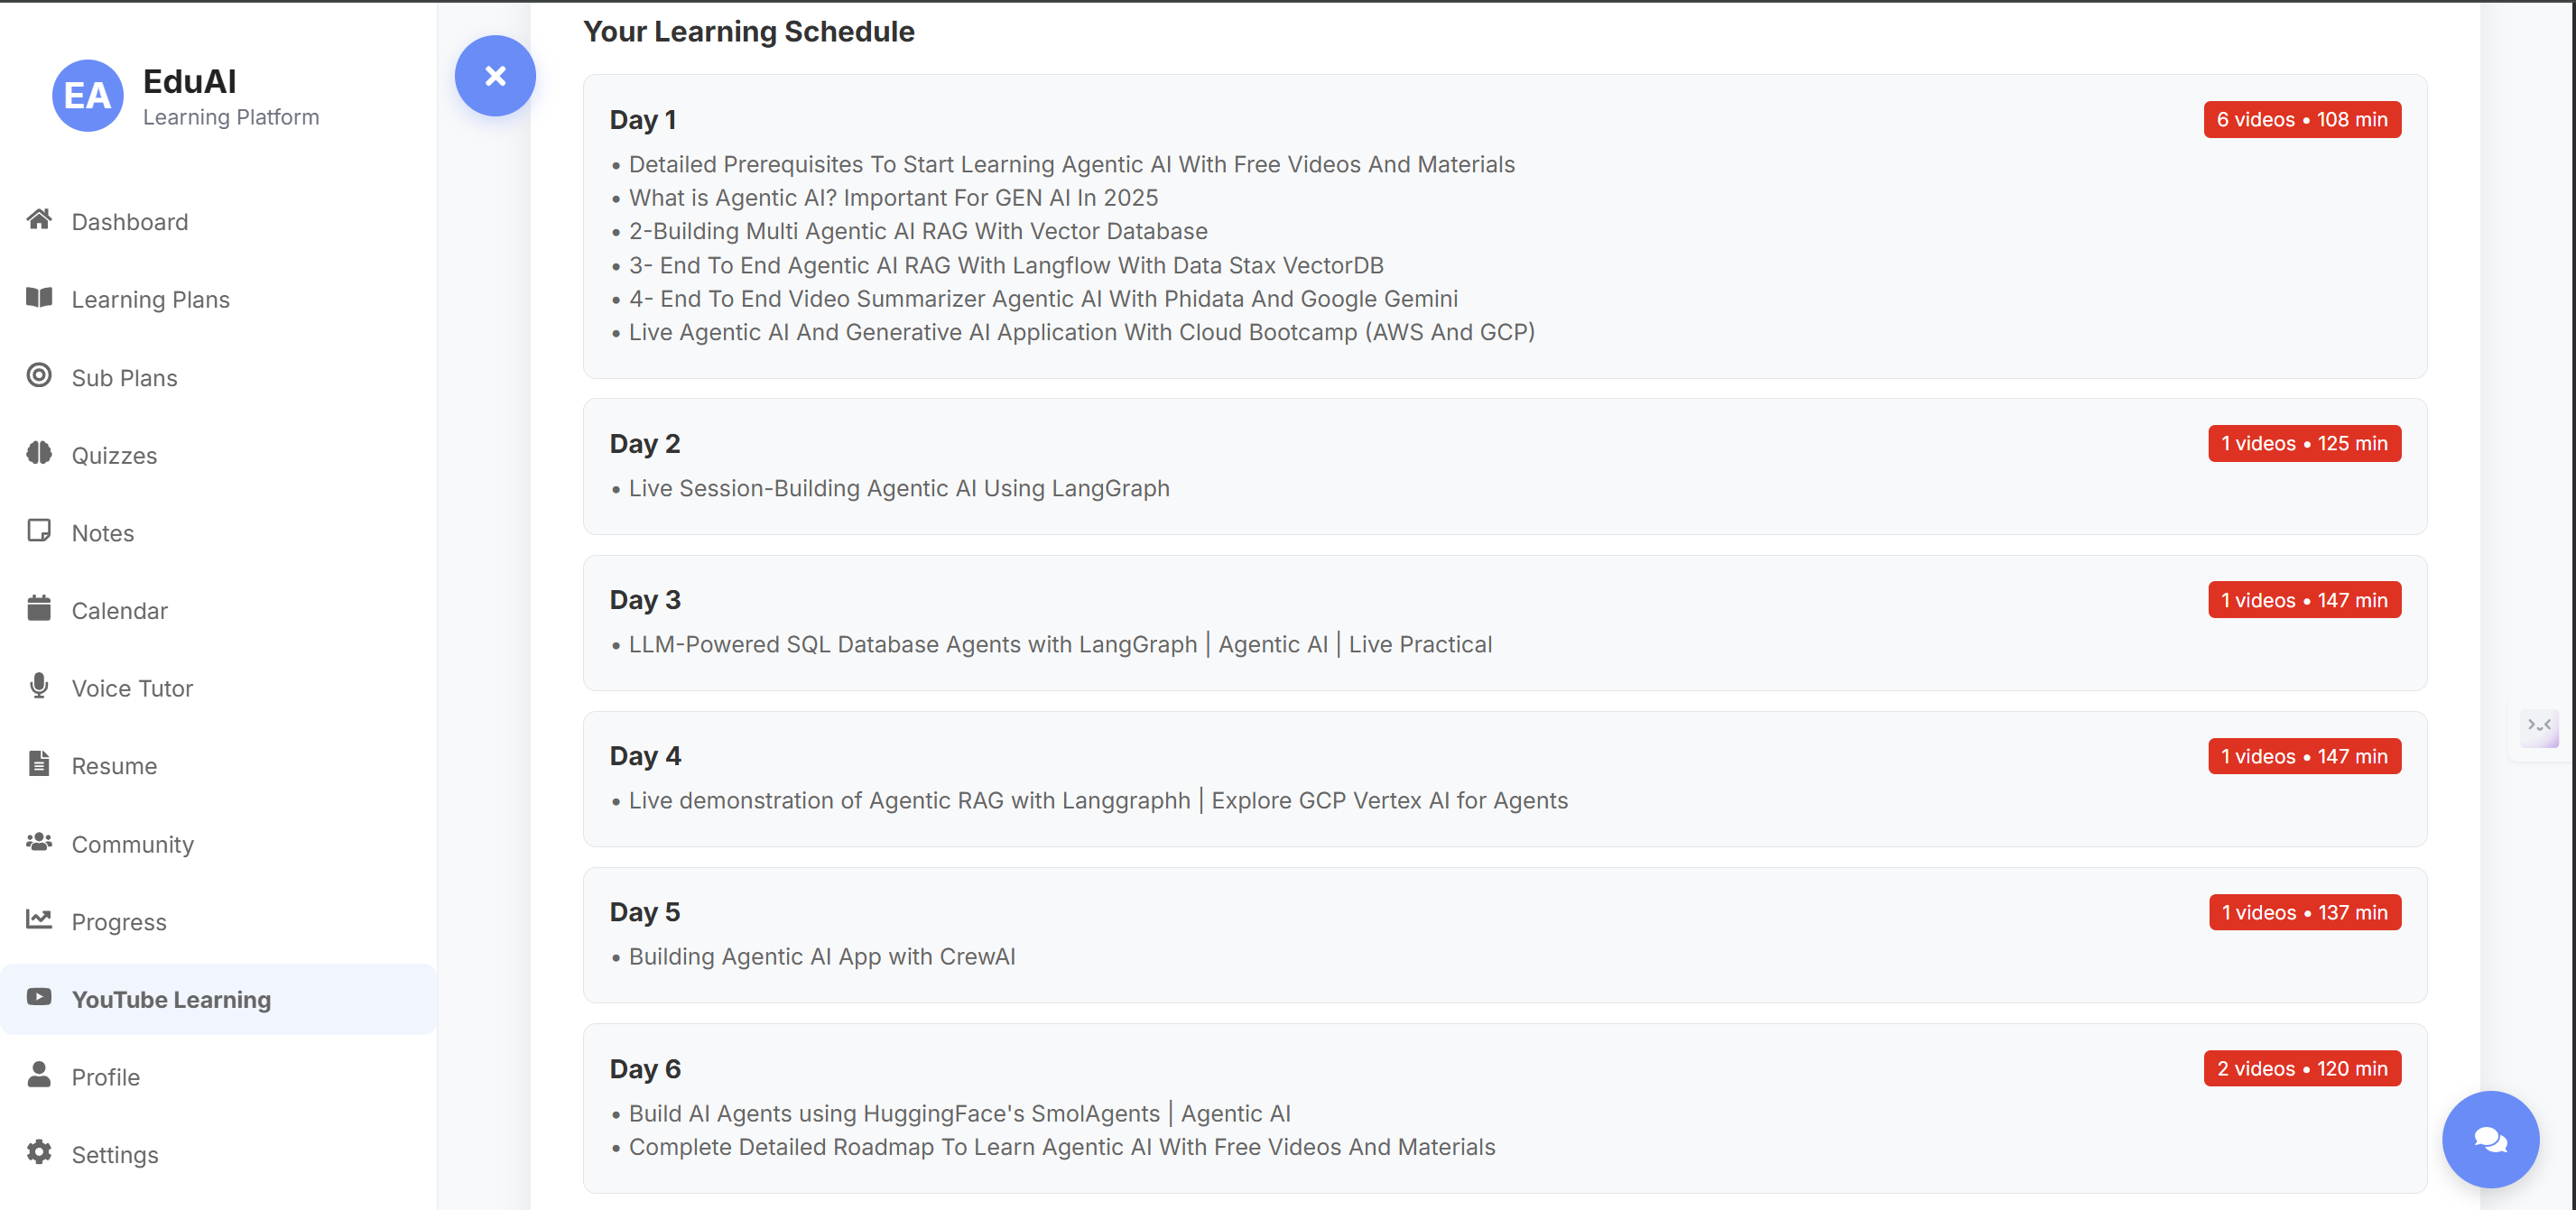 EA
EduAI
Learning Platform
Dashboard
Learning Plans
Sub Plans
Quizzes
Notes
Calendar
Voice Tutor
Resume
Community
Progress
YouTube Learning
Profile
Settings
Your Learning Schedule
Day 1
6 videos • 108 min
• Detailed Prerequisites To Start Learning Agentic AI With Free Videos And Materials
• What is Agentic AI? Important For GEN AI In 2025
• 2-Building Multi Agentic AI RAG With Vector Database
• 3- End To End Agentic AI RAG With Langflow With Data Stax VectorDB
• 4- End To End Video Summarizer Agentic AI With Phidata And Google Gemini
• Live Agentic AI And Generative AI Application With Cloud Bootcamp (AWS And GCP)
Day 2
1 videos • 125 min
• Live Session-Building Agentic AI Using LangGraph
Day 3
1 videos • 147 min
• LLM-Powered SQL Database Agents with LangGraph | Agentic AI | Live Practical
Day 4
1 videos • 147 min
• Live demonstration of Agentic RAG with Langgraphh | Explore GCP Vertex AI for Agents
Day 5
1 videos • 137 min
• Building Agentic AI App with CrewAI
Day 6
2 videos • 120 min
• Build AI Agents using HuggingFace's SmolAgents | Agentic AI
• Complete Detailed Roadmap To Learn Agentic AI With Free Videos And Materials